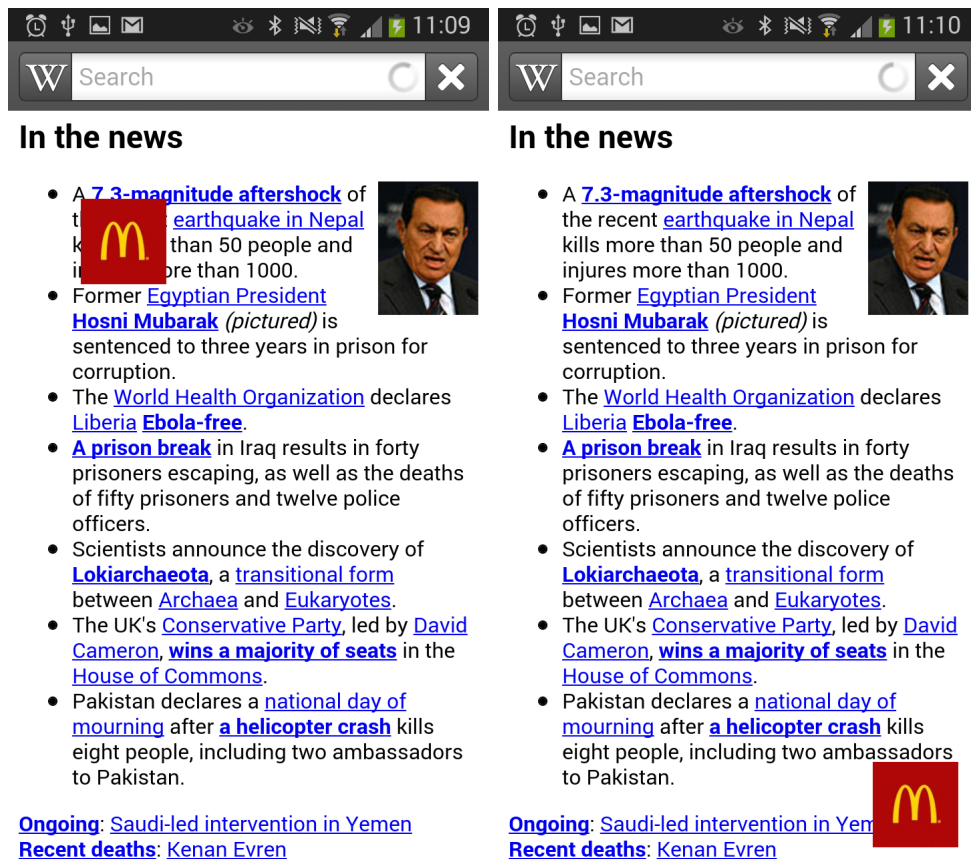 11:09
W Search
In the news
A 7.3-magnitude aftershock of
earthquake in Nepal
than 50 people and
than 1000.
Former Egyptian President
Hosni Mubarak (pictured) is
sentenced to three years in prison for
corruption.
The World Health Organization declares
Liberia Ebola-free.
A prison break in Iraq results in forty
prisoners escaping, as well as the deaths
of fifty prisoners and twelve police
officers.
Scientists announce the discovery of
Lokiarchaeota, a transitional form
between Archaea and Eukaryotes.
The UK's Conservative Party, led by David
Cameron, wins a majority of seats in the
House of Commons.
Pakistan declares a national day of
mourning after a helicopter crash kills
eight people, including two ambassadors
to Pakistan.
Ongoing: Saudi-led intervention in Yemen
Recent deaths: Kenan Evren
11:10
W Search
In the news
A 7.3-magnitude aftershock of
the recent earthquake in Nepal
kills more than 50 people and
injures more than 1000.
Former Egyptian President
Hosni Mubarak (pictured) is
sentenced to three years in prison for
corruption.
The World Health Organization declares
Liberia Ebola-free.
A prison break in Iraq results in forty
prisoners escaping, as well as the deaths
of fifty prisoners and twelve police
officers.
Scientists announce the discovery of
Lokiarchaeota, a transitional form
between Archaea and Eukaryotes.
The UK's Conservative Party, led by David
Cameron, wins a majority of seats in the
House of Commons.
Pakistan declares a national day of
mourning after a helicopter crash kills
eight people, including two ambassadors
to Pakistan.
Ongoing: Saudi-led intervention in
Recent deaths: Kenan Evren